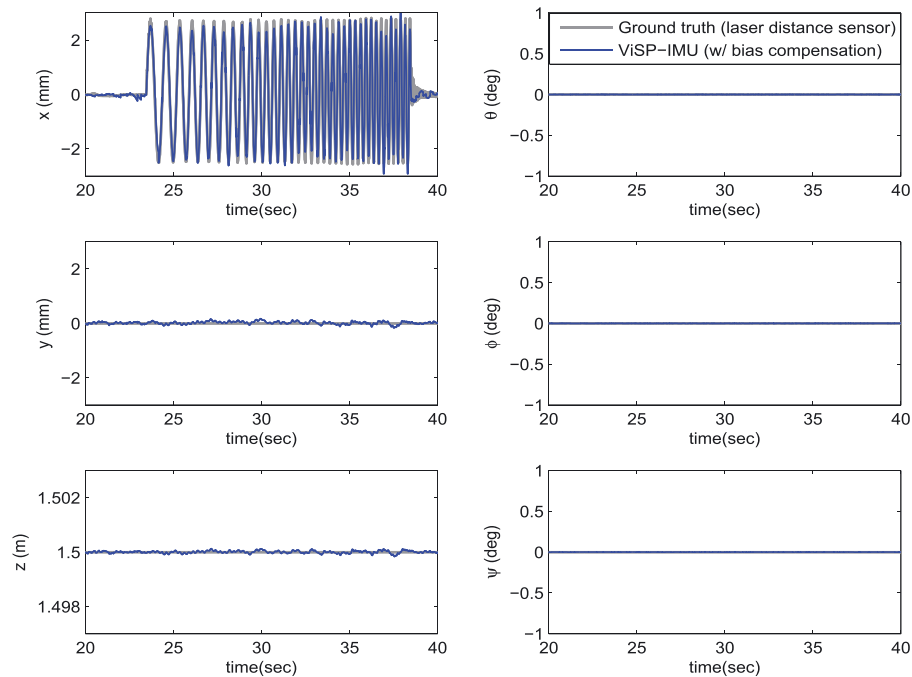 2
0
−2
x (mm)
20 25 30 35 40
time(sec)
1
0.5
0
−0.5
−1
θ (deg)
Ground truth (laser distance sensor)
ViSP−IMU (w/ bias compensation)
20 25 30 35 40
time(sec)
2
0
−2
y (mm)
20 25 30 35 40
time(sec)
1
0.5
0
−0.5
−1
ϕ (deg)
20 25 30 35 40
time(sec)
1.502
1.5
1.498
z (m)
20 25 30 35 40
time(sec)
1
0.5
0
−0.5
−1
ψ (deg)
20 25 30 35 40
time(sec)